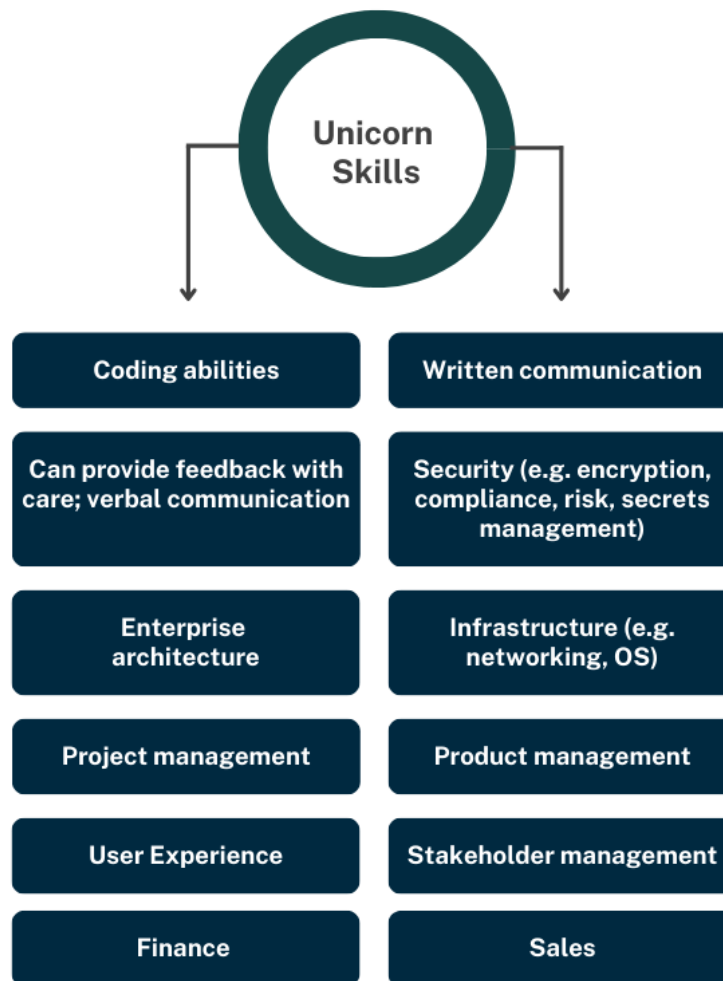 Unicorn
Skills
Coding abilities
Written communication
Can provide feedback with
care; verbal communication
Security (e.g. encryption,
compliance, risk, secrets
management)
Enterprise
architecture
Infrastructure (e.g.
networking, OS)
Project management
Product management
User Experience
Stakeholder management
Finance
Sales